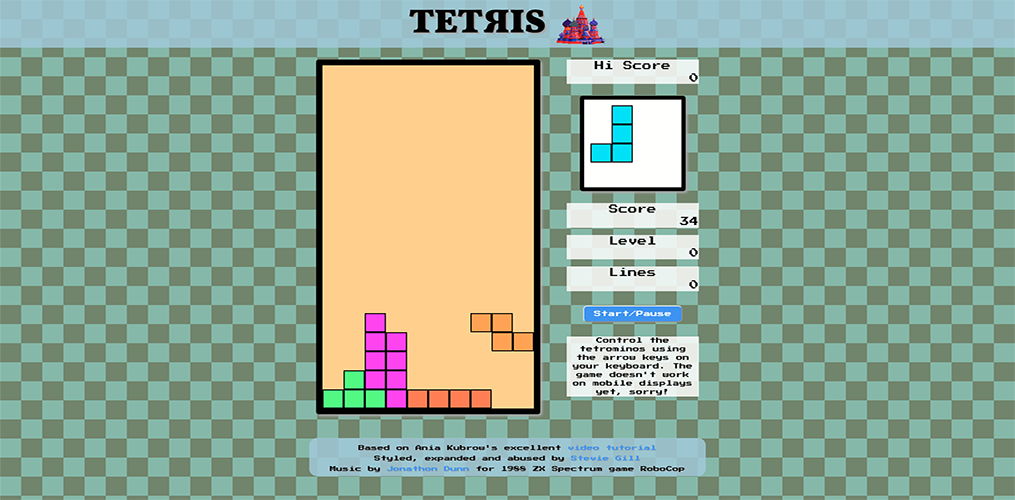 TETЯIS
Hi Score
0
Score
34
Level
0
Lines
0
Start/Pause
Control the
tetrominos using
the arrow keys on
your keyboard. The
game doesn't work
on mobile displays
yet, sorry!
Based on Ania Kubrow's excellent video tutorial
Styled, expanded and abused by Stevie Gill
Music by Jonathon Dunn for 1988 ZX Spectrum game RoboCop